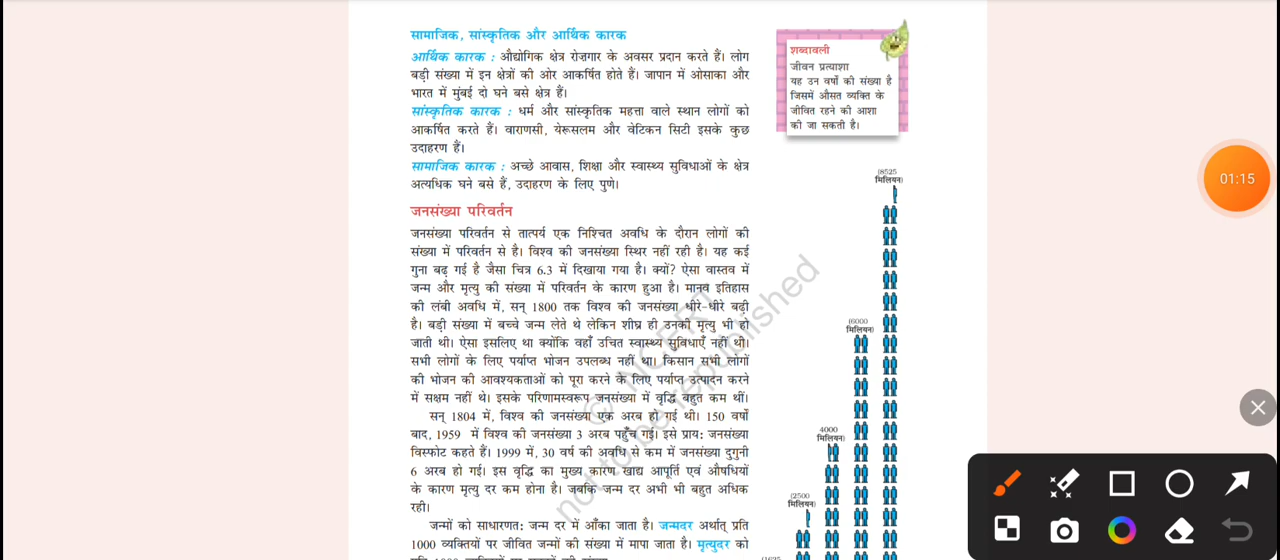 सामाजिक, सांस्कृतिक और आर्थिक कारक
आर्थिक कारक : औद्योगिक क्षेत्र रोज़गार के अवसर प्रदान करते हैं। लोग
बड़ी संख्या में इन क्षेत्रों की ओर आकर्षित होते हैं। जापान में ओसाका और
भारत में मुंबई दो घने बसे क्षेत्र हैं।
सांस्कृतिक कारक : धर्म और सांस्कृतिक महत्ता वाले स्थान लोगों को
आकर्षित करते हैं। वाराणसी, येरूसलम और वेटिकन सिटी इसके कुछ
उदाहरण हैं।
सामाजिक कारक : अच्छे आवास, शिक्षा और स्वास्थ्य सुविधाओं के क्षेत्र
अत्यधिक घने बसे हैं, उदाहरण के लिए पुणे।
जनसंख्या परिवर्तन
जनसंख्या परिवर्तन से तात्पर्य एक निश्चित अवधि के दौरान लोगों की
संख्या में परिवर्तन से है। विश्व की जनसंख्या स्थिर नहीं रही है। यह कई
गुना बढ़ गई है जैसा चित्र 6.3 में दिखाया गया है। क्यों? ऐसा वास्तव में
जन्म और मृत्यु की संख्या में परिवर्तन के कारण हुआ है। मानव इतिहास
की लंबी अवधि में, सन् 1800 तक विश्व की जनसंख्या धीरे-धीरे बढ़ी
है। बड़ी संख्या में बच्चे जन्म लेते थे लेकिन शीघ्र ही उनकी मृत्यु भी हो
जाती थी। ऐसा इसलिए था क्योंकि वहाँ उचित स्वास्थ्य सुविधाएँ नहीं थी।
सभी लोगों के लिए पर्याप्त भोजन उपलब्ध नहीं था। किसान सभी लोगों
की भोजन की आवश्यकताओं को पूरा करने के लिए पर्याप्त उत्पादन करने
में सक्षम नहीं थे। इसके परिणामस्वरूप जनसंख्या में वृद्धि बहुत कम थीं।
सन् 1804 में, विश्व की जनसंख्या एक अरब हो गई थी। 150 वर्षों
बाद, 1959 में विश्व की जनसंख्या 3 अरब पहुँच गई। इसे प्राय: जनसंख्या
विस्फोट कहते हैं। 1999 में, 30 वर्ष की अवधि से कम में जनसंख्या दुगुनी
6 अरब हो गई। इस वृद्धि का मुख्य कारण खाद्य आपूर्ति एवं औषधियों
के कारण मृत्यु दर कम होना है। जबकि जन्म दर अभी भी बहुत अधिक
रही।
जन्मों को साधारणत: जन्म दर में आँका जाता है। जन्मदर अर्थात् प्रति
1000 व्यक्तियों पर जीवित जन्मों की संख्या में मापा जाता है। मृत्युदर को
शब्दावली
जीवन प्रत्याशा
यह उन वर्षों की संख्या है
जिसमें औसत व्यक्ति के
जीवित रहने की आशा
की जा सकती है।
(8525
मिलियन)
(6000
मिलियन)
4000
मिलियन)
(2500
मिलियन)
(1625
© NCERT
not to be republished
01:15